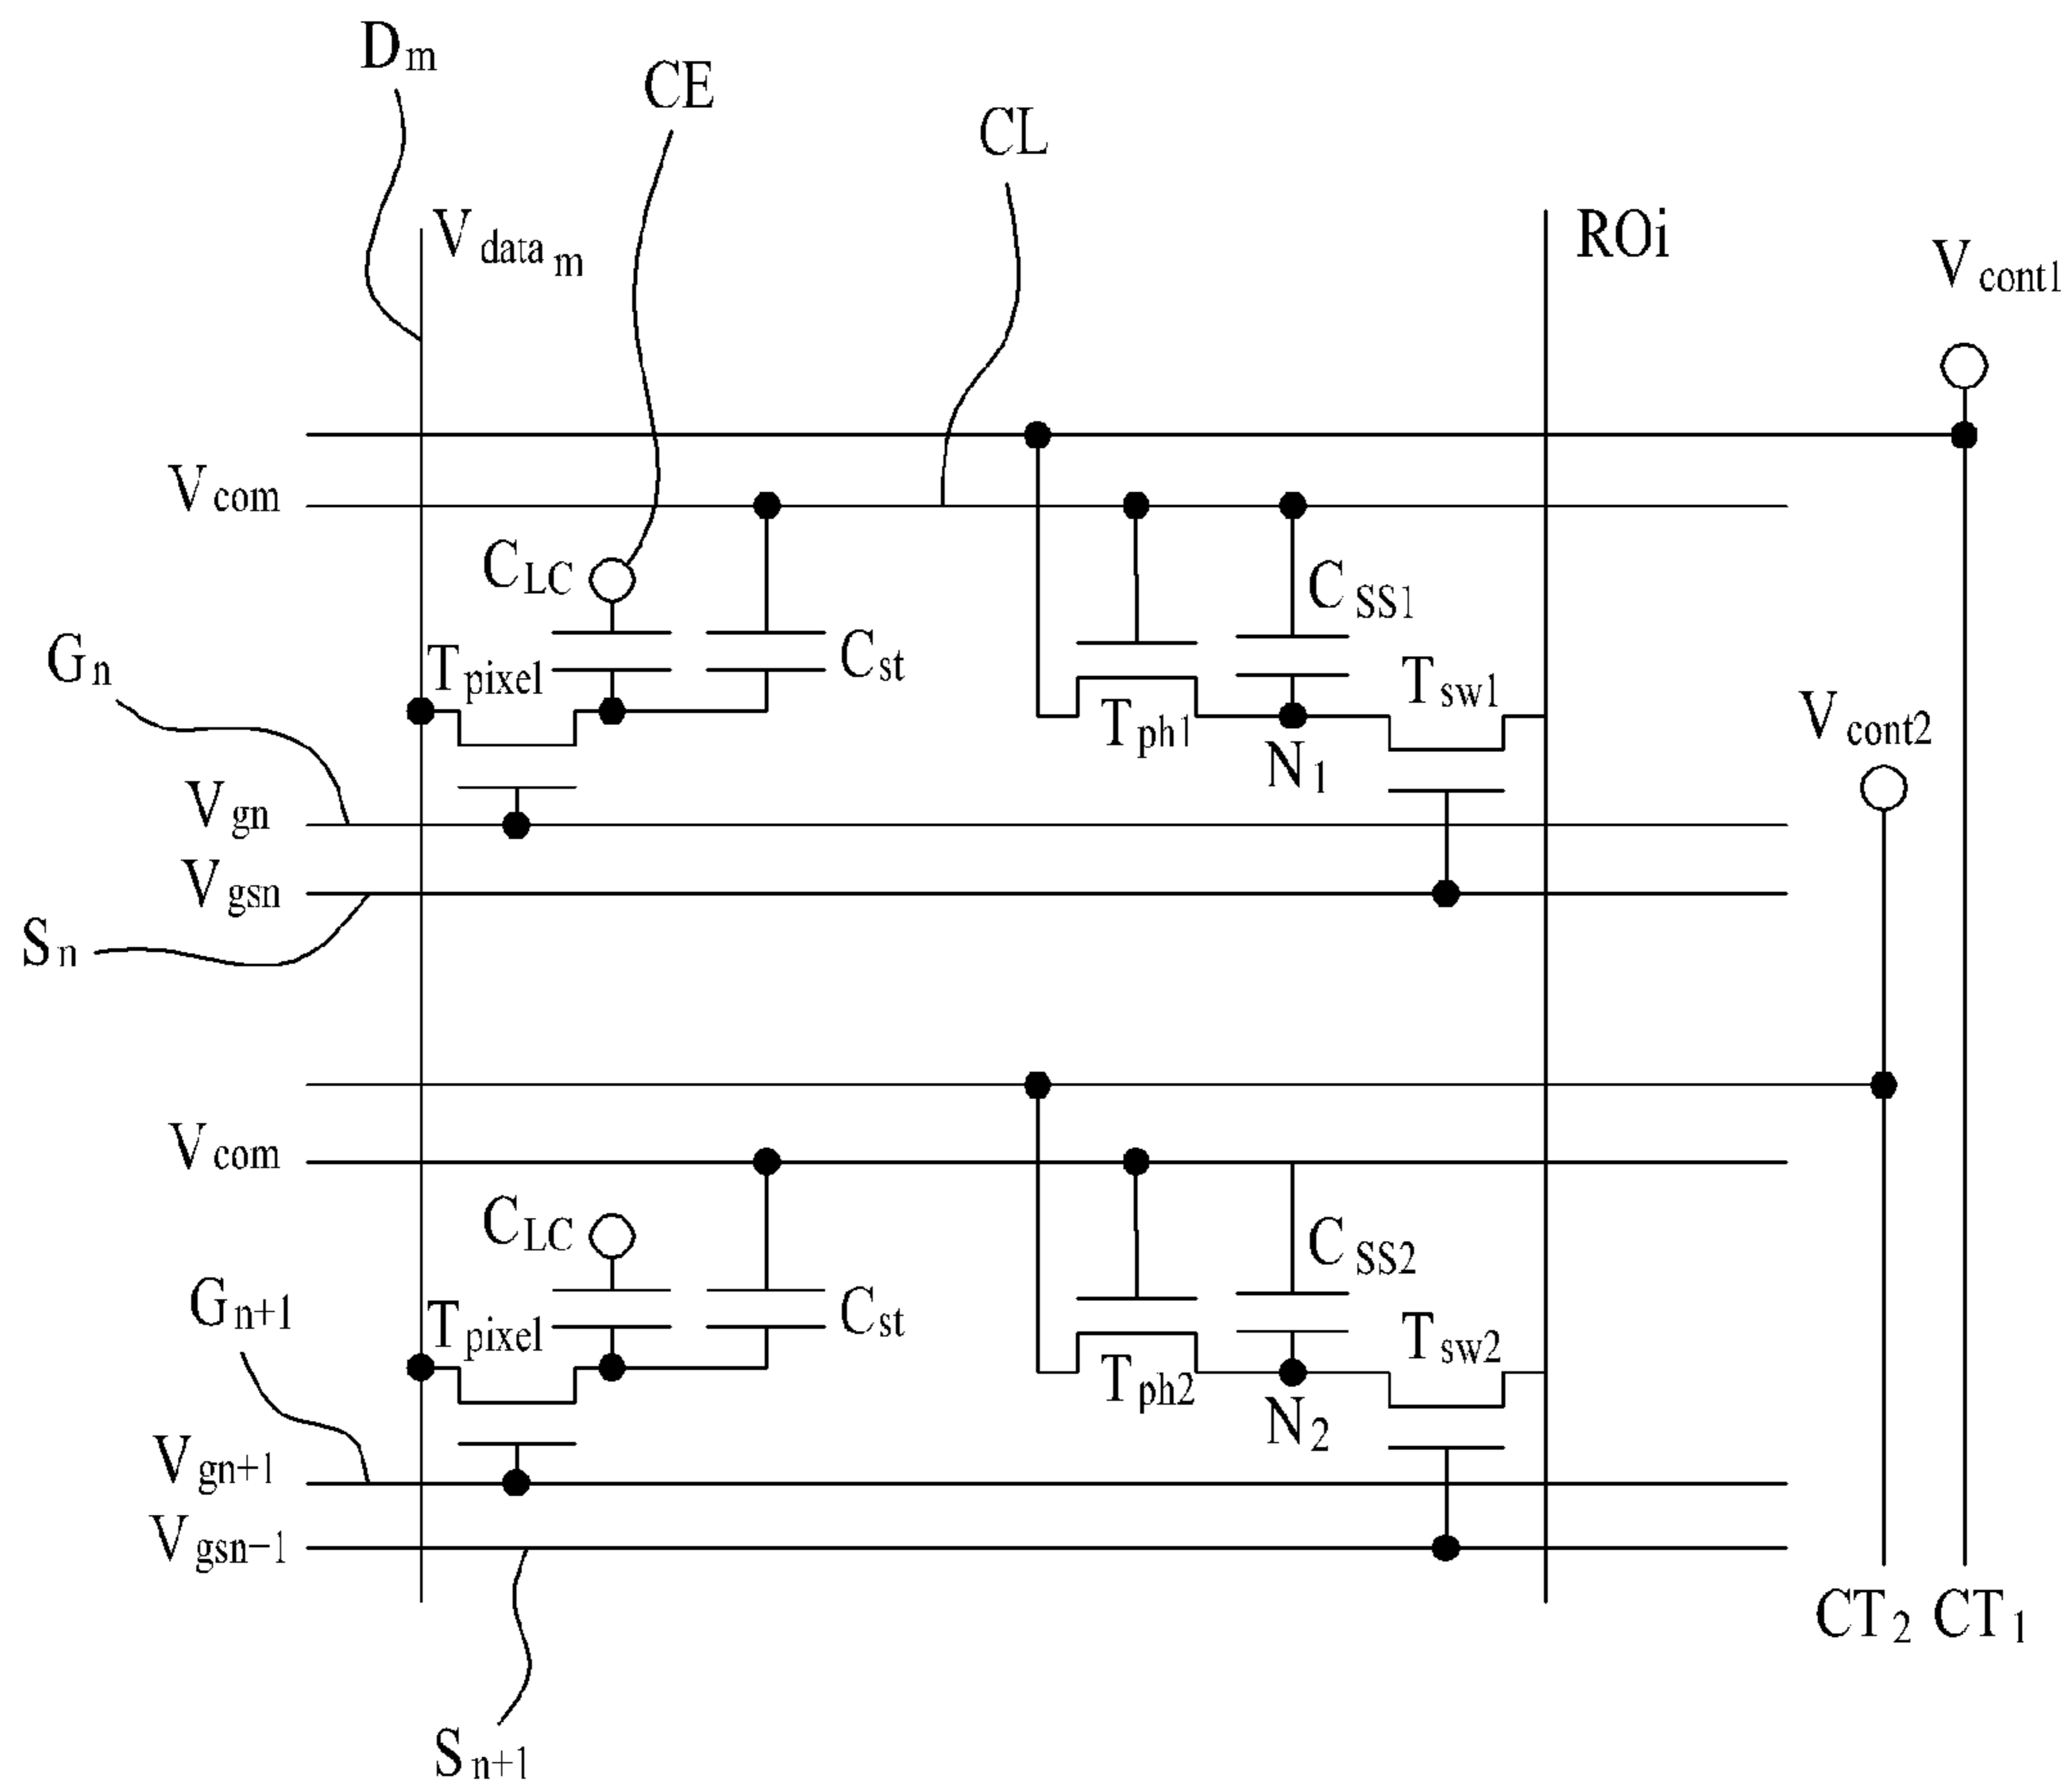 Dm
CE
CL
Vdata m
ROi
Vcont1
Vcom
CLC
CSS1
Gn
Tpixel
Cst
Tsw1
Tph1
Vcont2
N1
Vgn
Vgsn
Sn
Vcom
CLC
CSS2
Gn+1
Tpixel
Cst
Tsw2
Tph2
N2
Vgn+1
Vgsn-1
CT2
CT1
Sn+1